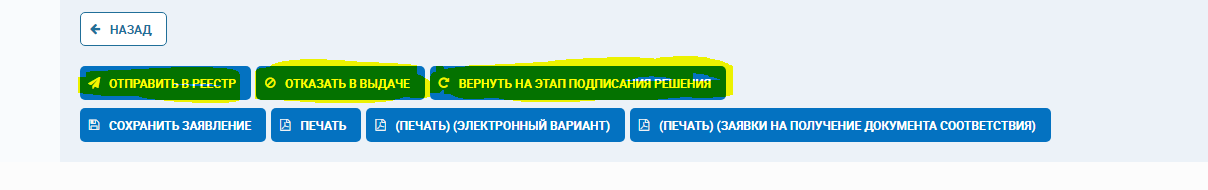 НАЗАД
ОТПРАВИТЬ В РЕЕСТР ОТКАЗАТЬ В ВЫДАЧЕ ВЕРНУТЬ НА ЭТАП ПОДПИСАНИЯ РЕШЕНИЯ
СОХРАНИТЬ ЗАЯВЛЕНИЕ ПЕЧАТЬ (ПЕЧАТЬ) (ЭЛЕКТРОННЫЙ ВАРИАНТ) (ПЕЧАТЬ) (ЗАЯВКИ НА ПОЛУЧЕНИЕ ДОКУМЕНТА СООТВЕТСТВИЯ)